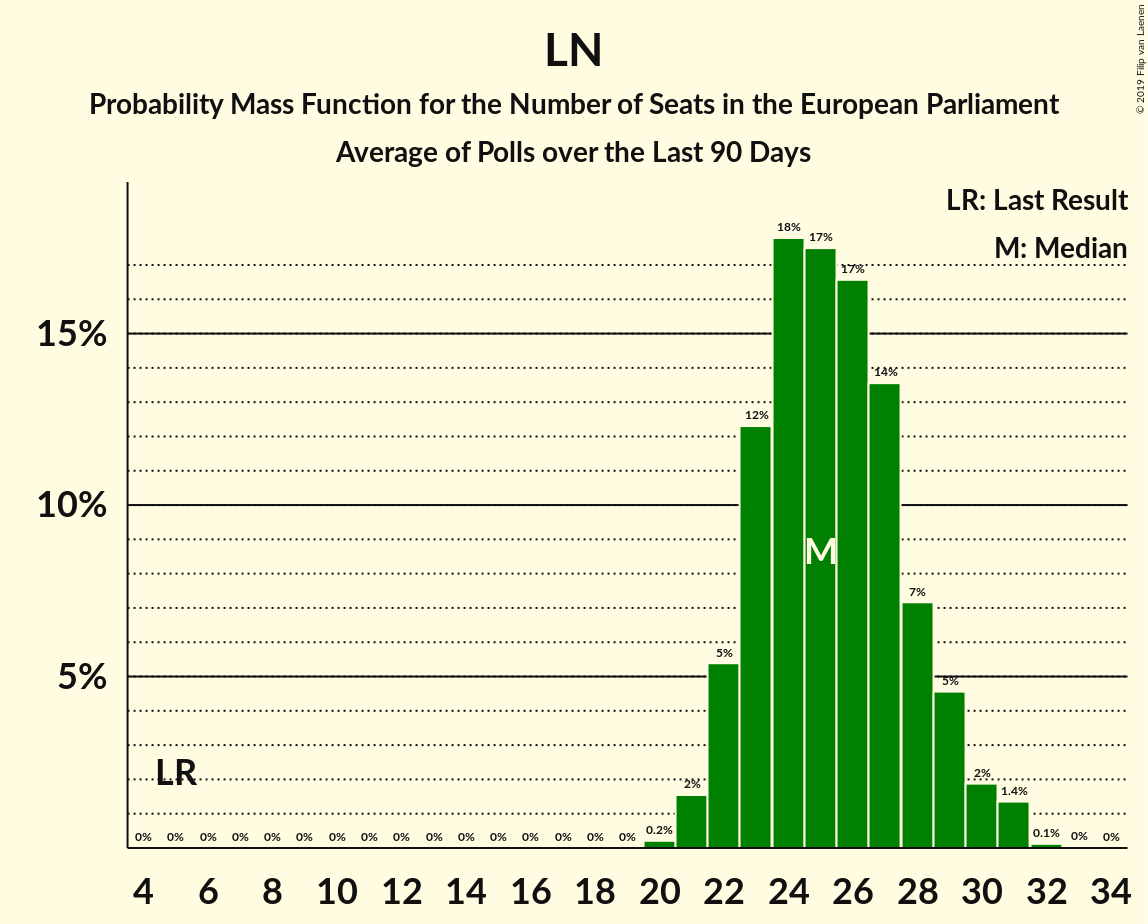 LN
Probability Mass Function for the Number of Seats in the European Parliament
Average of Polls over the Last 90 Days
© 2019 Filip van Laenen
LR: Last Result
M: Median
18%
17%
17%
15%
14%
12%
10%
M
7%
5%
5%
5%
LR
2%
2%
1.4%
0% 0% 0% 0% 0% 0% 0% 0% 0% 0% 0% 0% 0% 0% 0% 0% 0.2% 0.1% 0% 0%
4 6 8 10 12 14 16 18 20 22 24 26 28 30 32 34